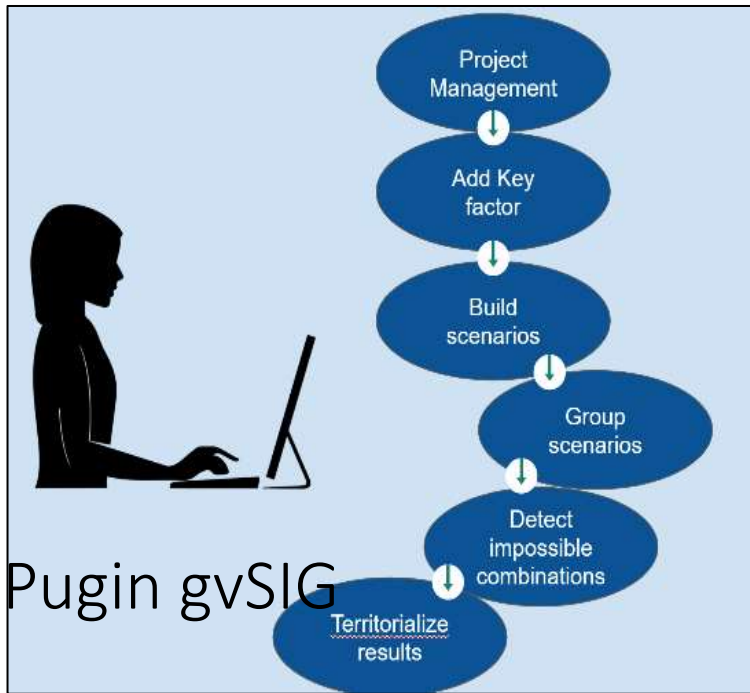 Project
Management
Add Key
factor
Build
scenarios
Group
scenarios
Detect
impossible
combinations
Pugin gvSIG
Territorialize
results